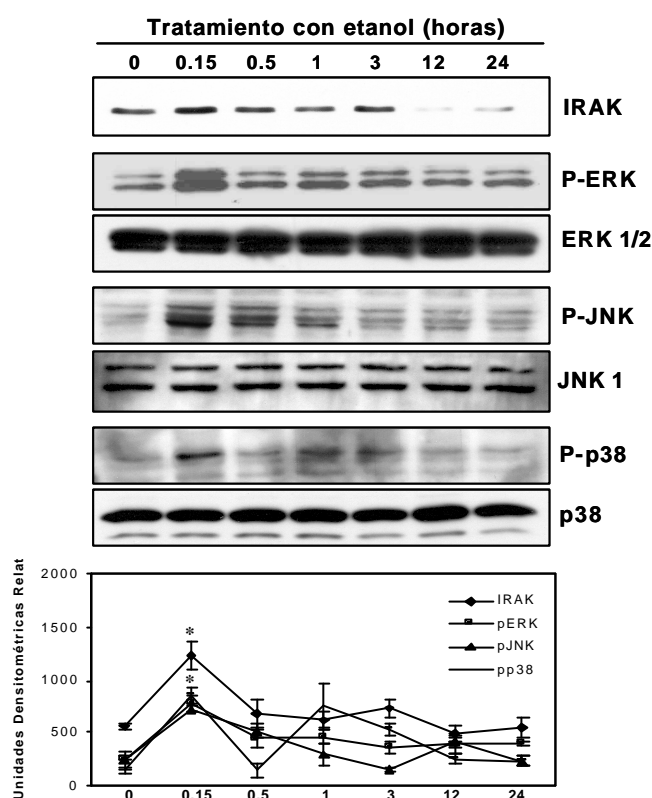 Tratamiento con etanol (horas)
0 0.15 0.5 1 3 12 24
IRAK
P-ERK
ERK 1/2
P-JNK
JNK 1
P-p38
p38
Unidades Densitométricas Relat
2000
1500
1000
500
0
*
*
IRAK
pERK
pJNK
pp38
0 0.15 0.5 1 3 12 24